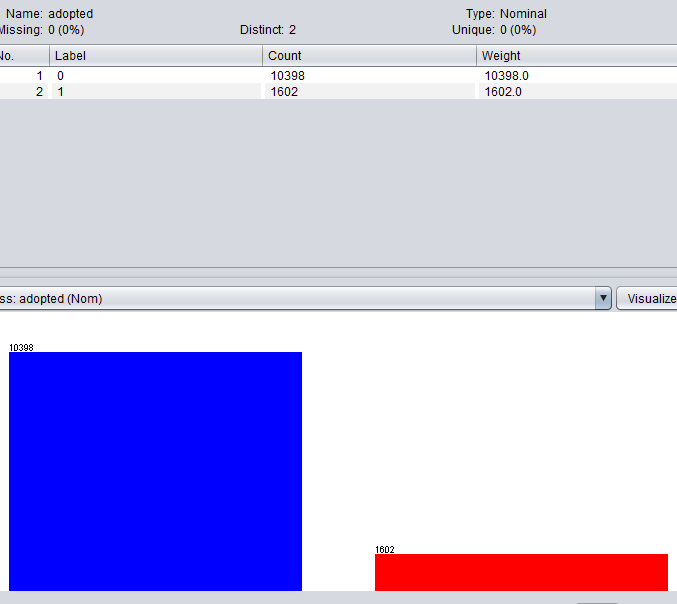 Name: adopted Type: Nominal
Missing: 0 (0%) Distinct: 2 Unique: 0 (0%)
No. Label Count Weight
1 0 10398 10398.0
2 1 1602 1602.0
ss: adopted (Nom) Visualize
10398
1602